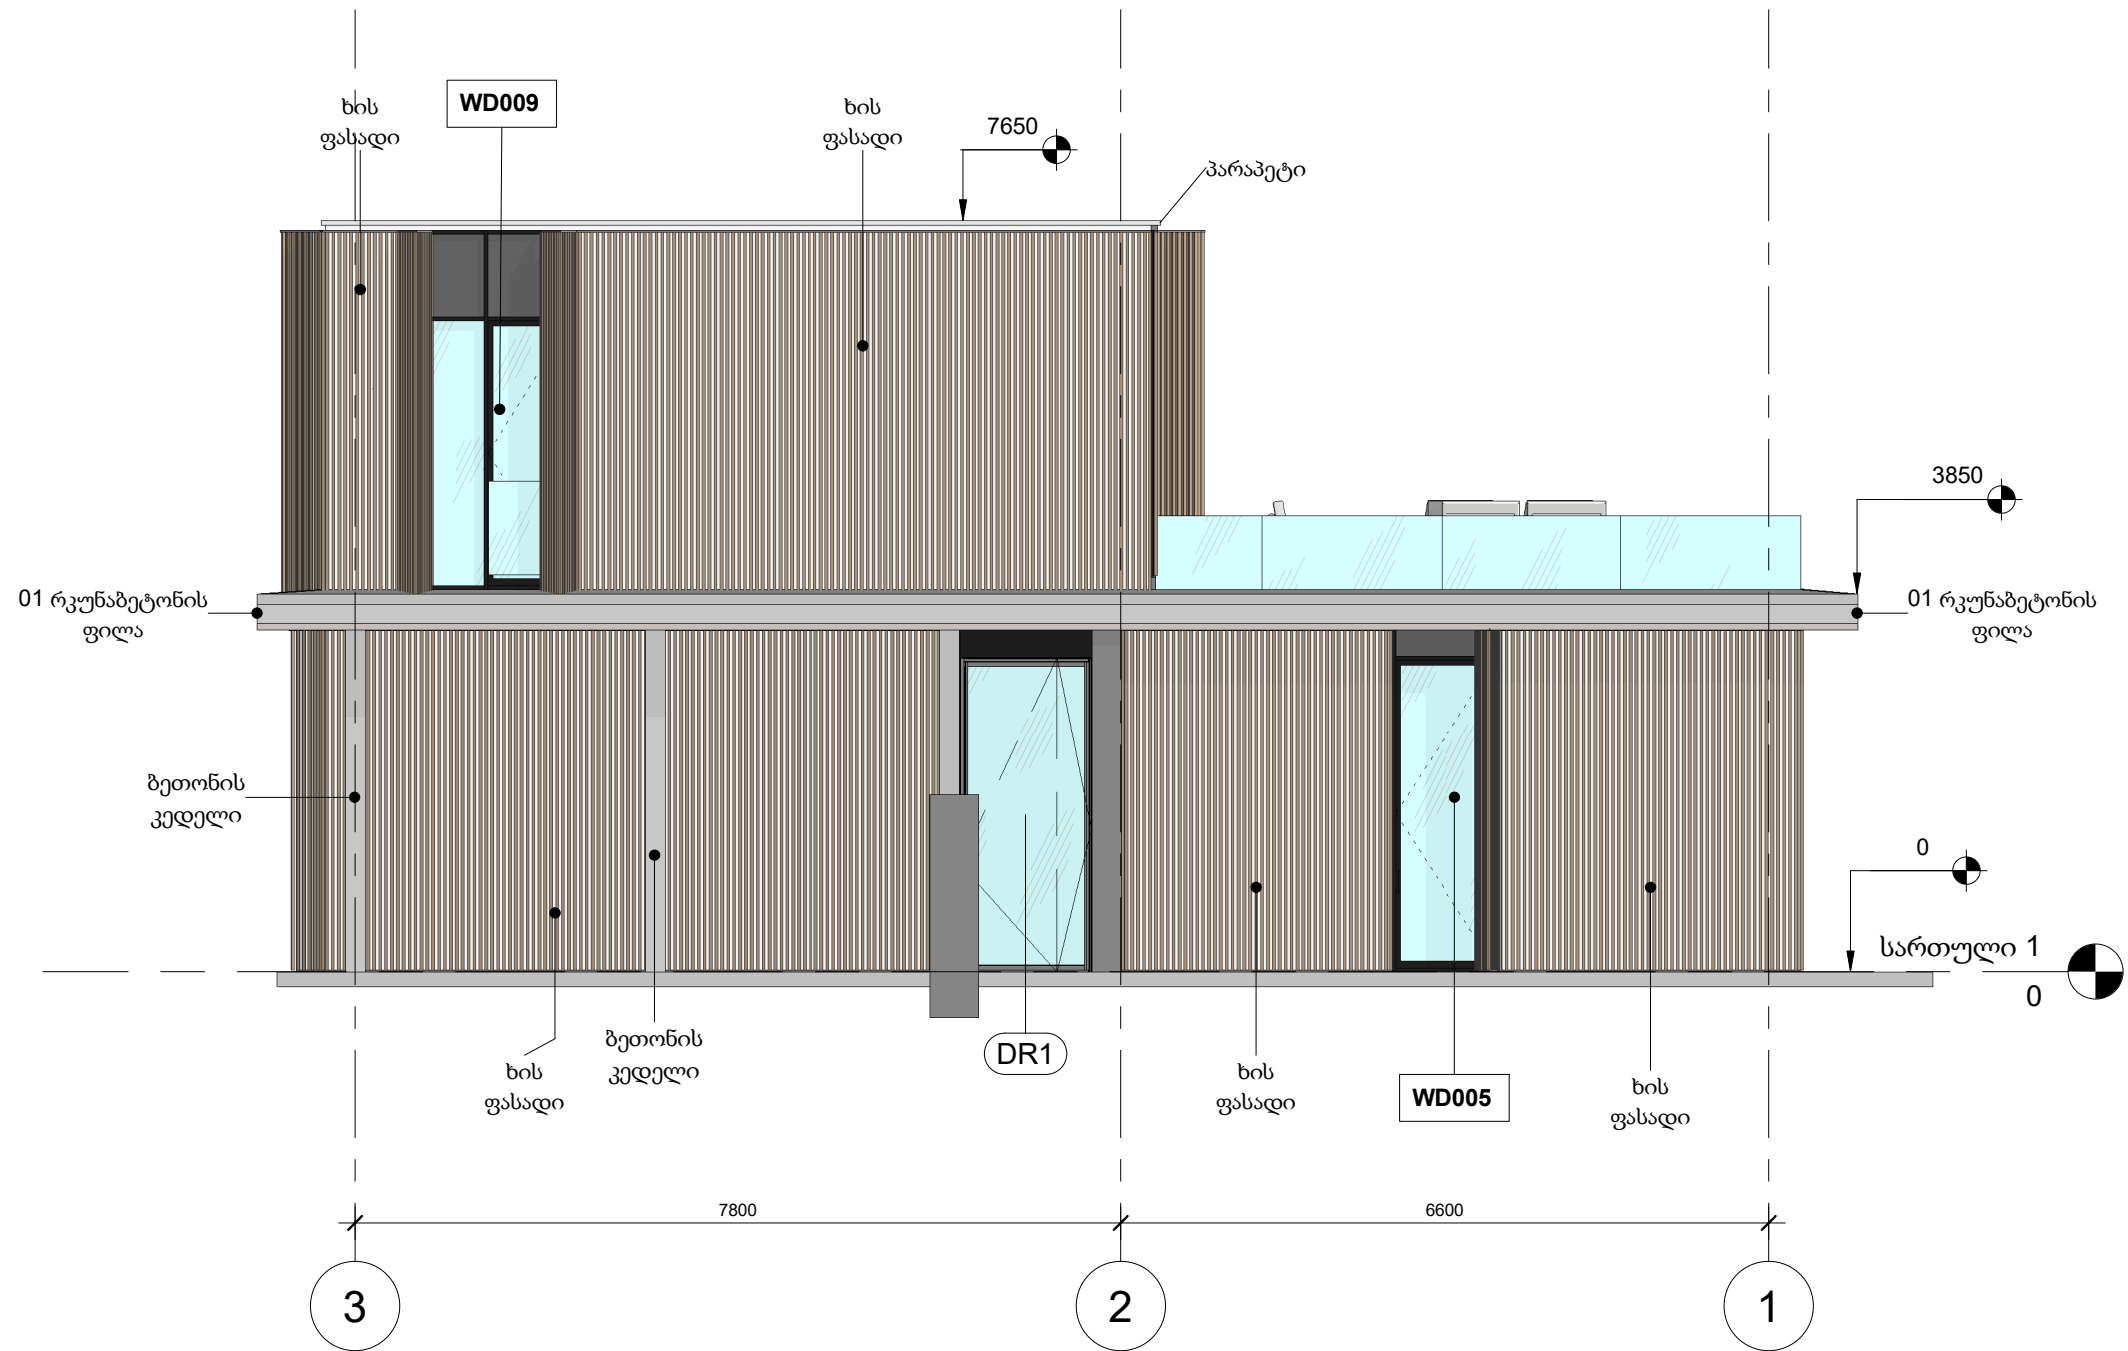 ხის
ფასადი
WD009
ხის
ფასადი
7650
პარაპეტი
3850
01 რკუნაბეტონის
ფილა
01 რკუნაბეტონის
ფილა
ბეთონის
კედელი
0
სართული 1
0
ბეთონის
კედელი
DR1
ხის
ფასადი
ხის
ფასადი
WD005
ხის
ფასადი
7800
6600
3
2
1